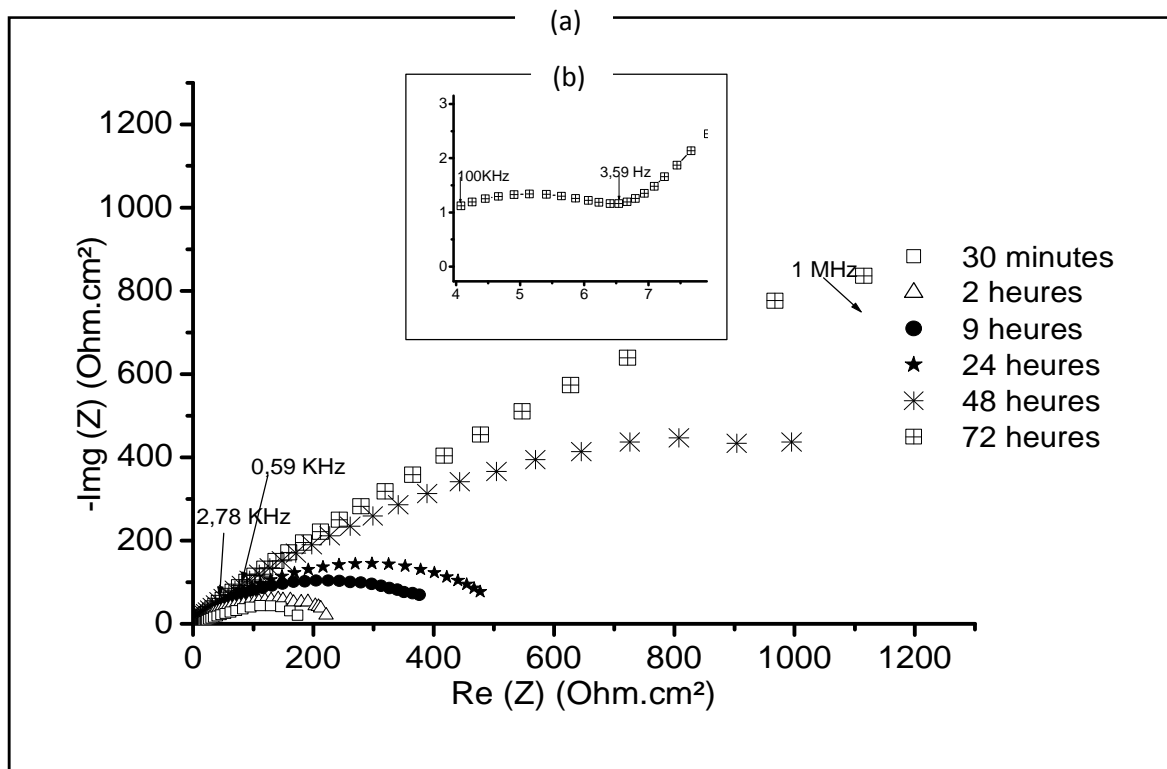 (a)
(b)
3
2
1
0
100KHz
3,59 Hz
4
5
6
7
1200
1000
800
600
400
200
0
-Img (Z) (Ohm.cm²)
1 MHz
0,59 KHz
2,78 KHz
30 minutes
2 heures
9 heures
24 heures
48 heures
72 heures
0
200
400
600
800
1000
1200
Re (Z) (Ohm.cm²)